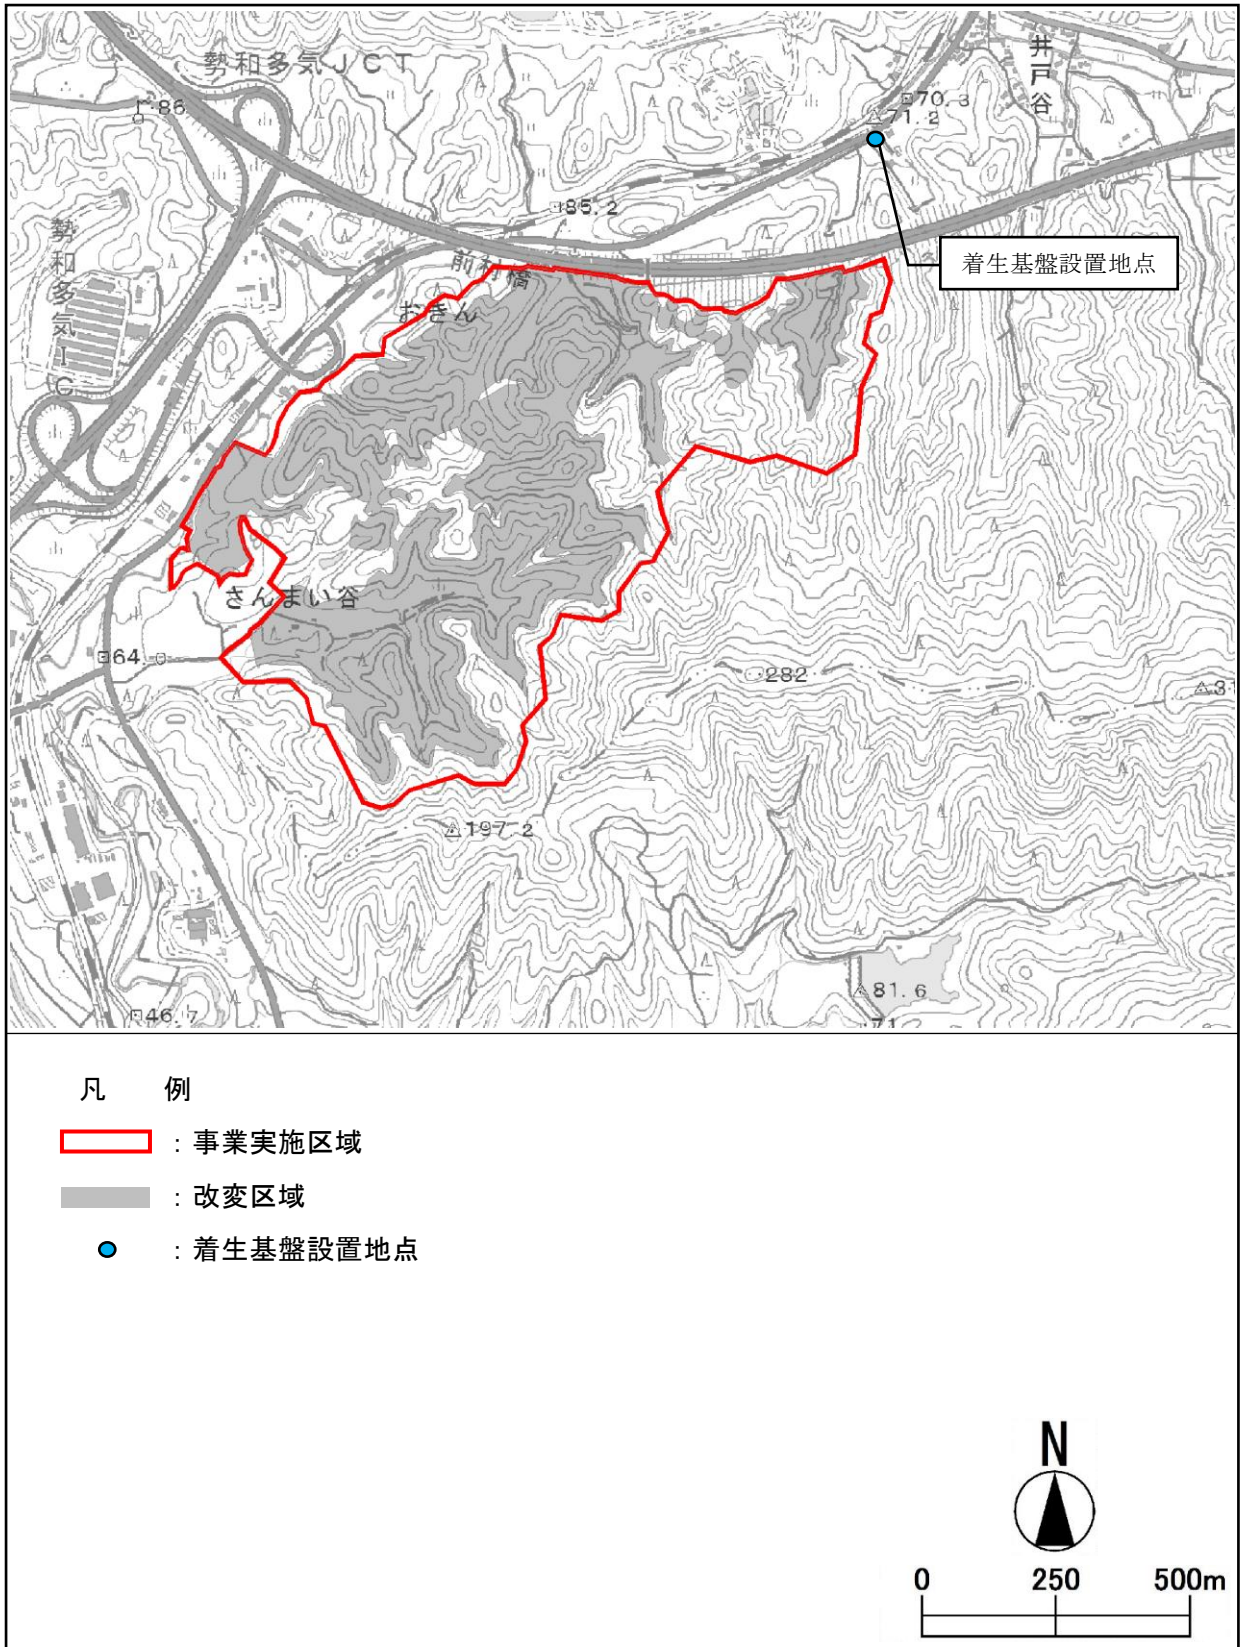 勢和多気JCT
井戸谷
86
70.3
71.2
85.2
勢和多気IC
前村橋
おきん
着生基盤設置地点
さんまい谷
64.0
282
197.2
81.6
71
46.7
凡 例
：事業実施区域
：改変区域
：着生基盤設置地点
N
0 250 500m